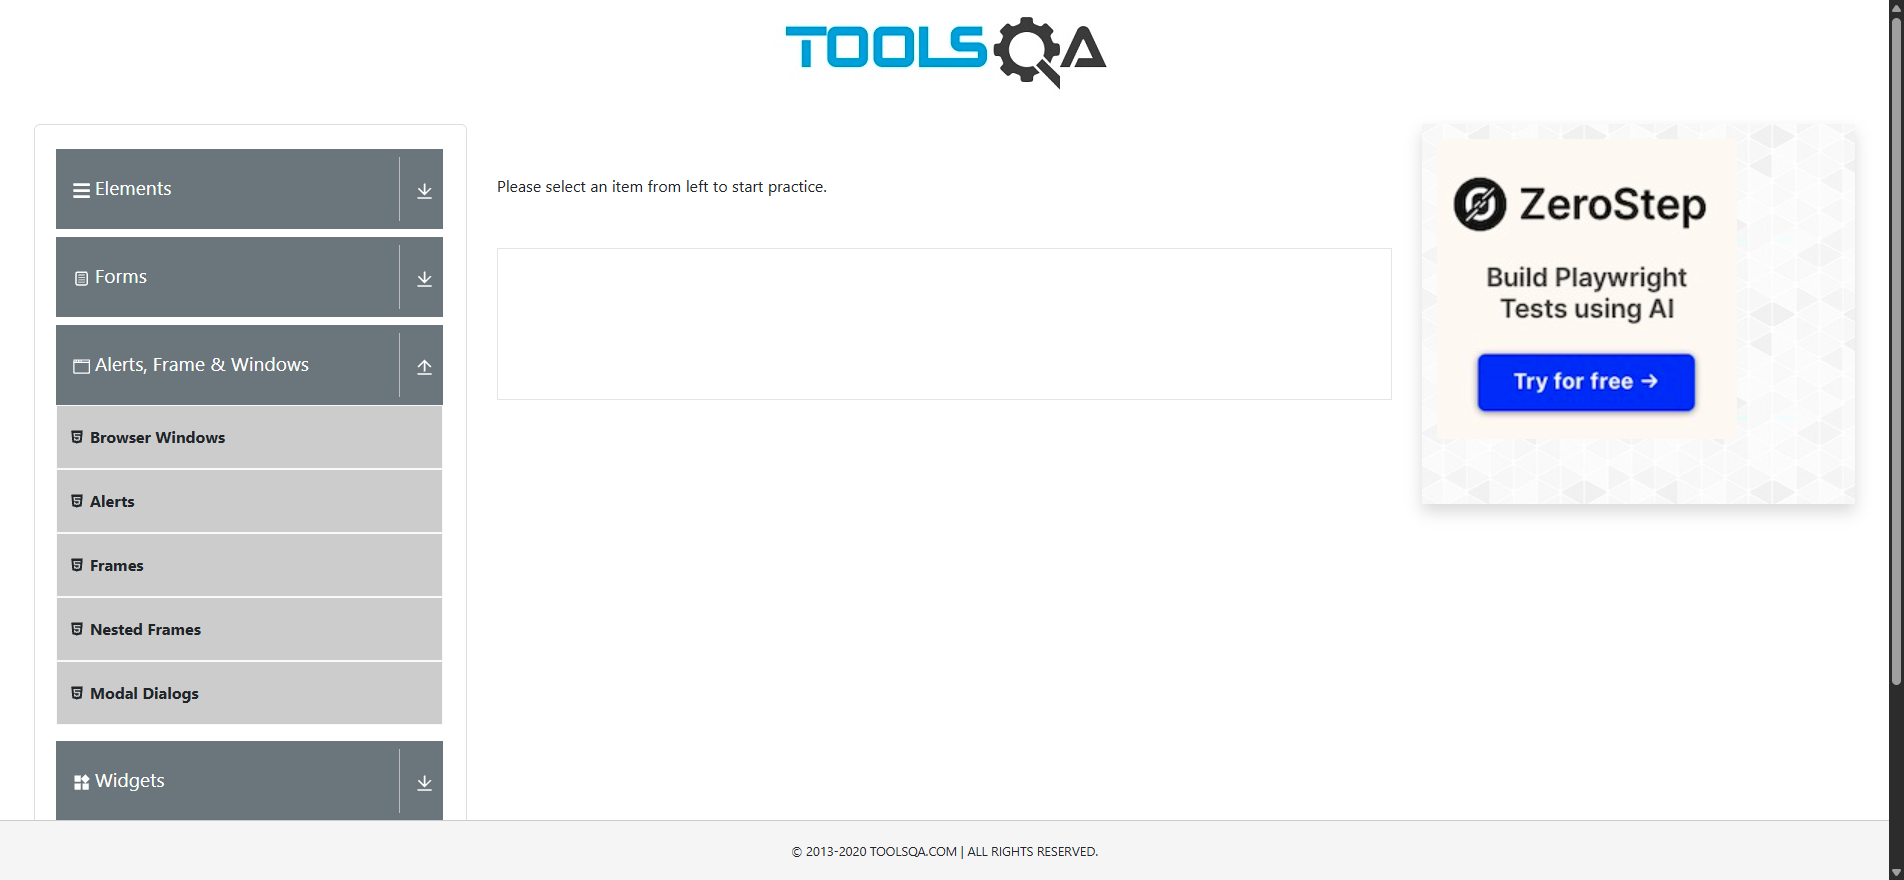 TOOLSQA
Elements
Forms
Alerts, Frame & Windows
Browser Windows
Alerts
Frames
Nested Frames
Modal Dialogs
Widgets
Please select an item from left to start practice.
ZeroStep
Build Playwright
Tests using AI
Try for free →
© 2013-2020 TOOLSQA.COM | ALL RIGHTS RESERVED.